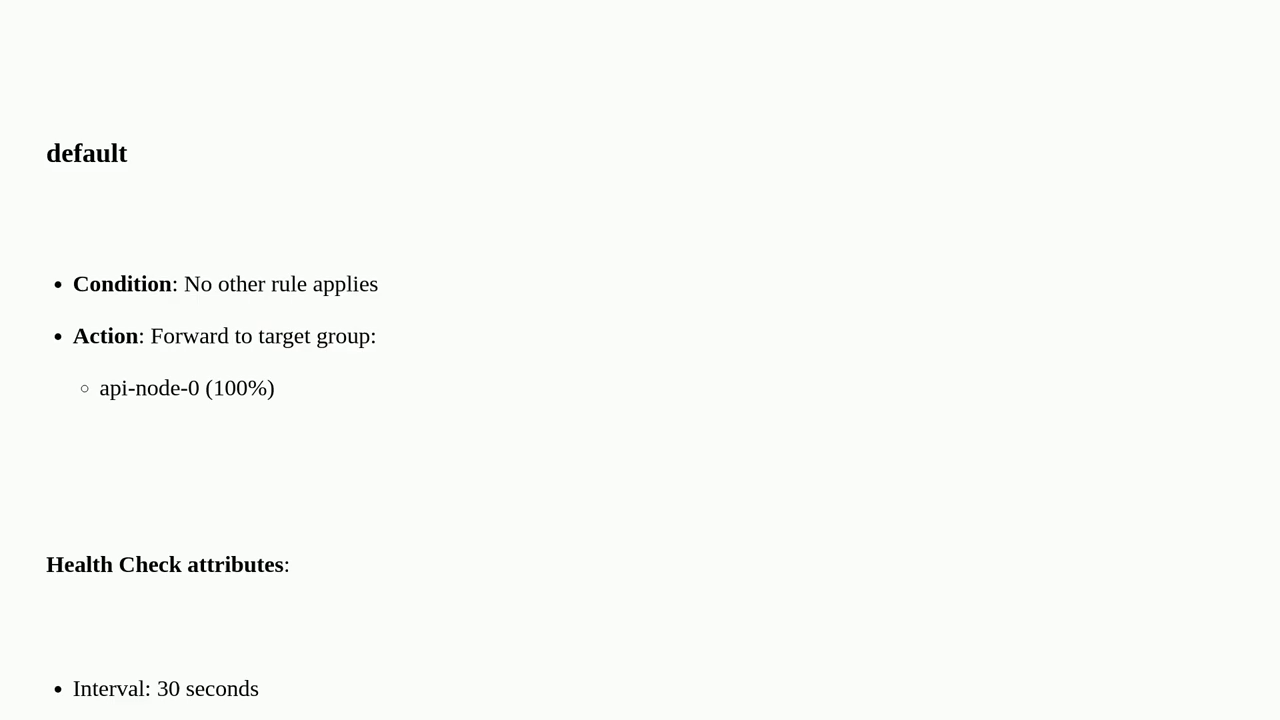 default
• Condition: No other rule applies
• Action: Forward to target group:
◦ api-node-0 (100%)
Health Check attributes:
• Interval: 30 seconds